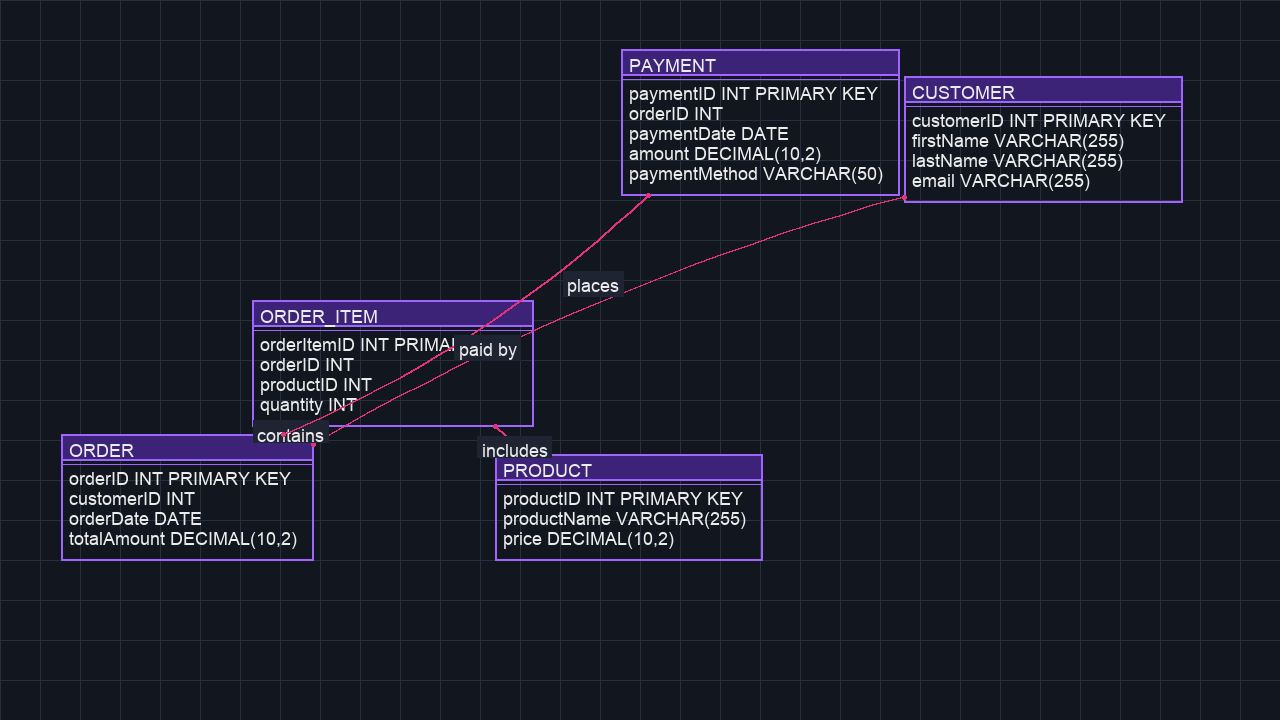 PAYMENT
paymentID INT PRIMARY KEY
orderID INT
paymentDate DATE
amount DECIMAL(10,2)
paymentMethod VARCHAR(50)
CUSTOMER
customerID INT PRIMARY KEY
firstName VARCHAR(255)
lastName VARCHAR(255)
email VARCHAR(255)
places
ORDER_ITEM
orderItemID INT
orderID INT
productID INT
quantity INT
paid by
contains
includes
ORDER
orderID INT PRIMARY KEY
customerID INT
orderDate DATE
totalAmount DECIMAL(10,2)
PRODUCT
productID INT PRIMARY KEY
productName VARCHAR(255)
price DECIMAL(10,2)